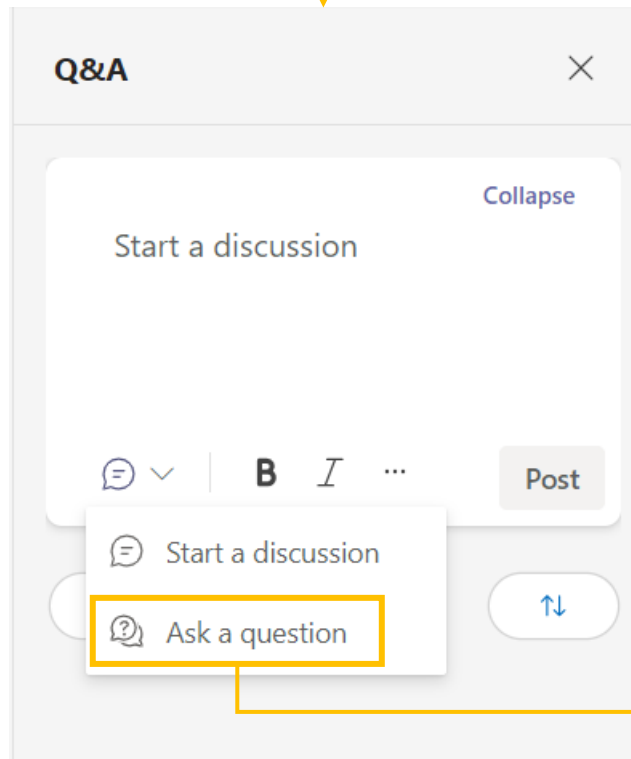 Q&A
Collapse
Start a discussion
B I ...
Post
Start a discussion
Ask a question